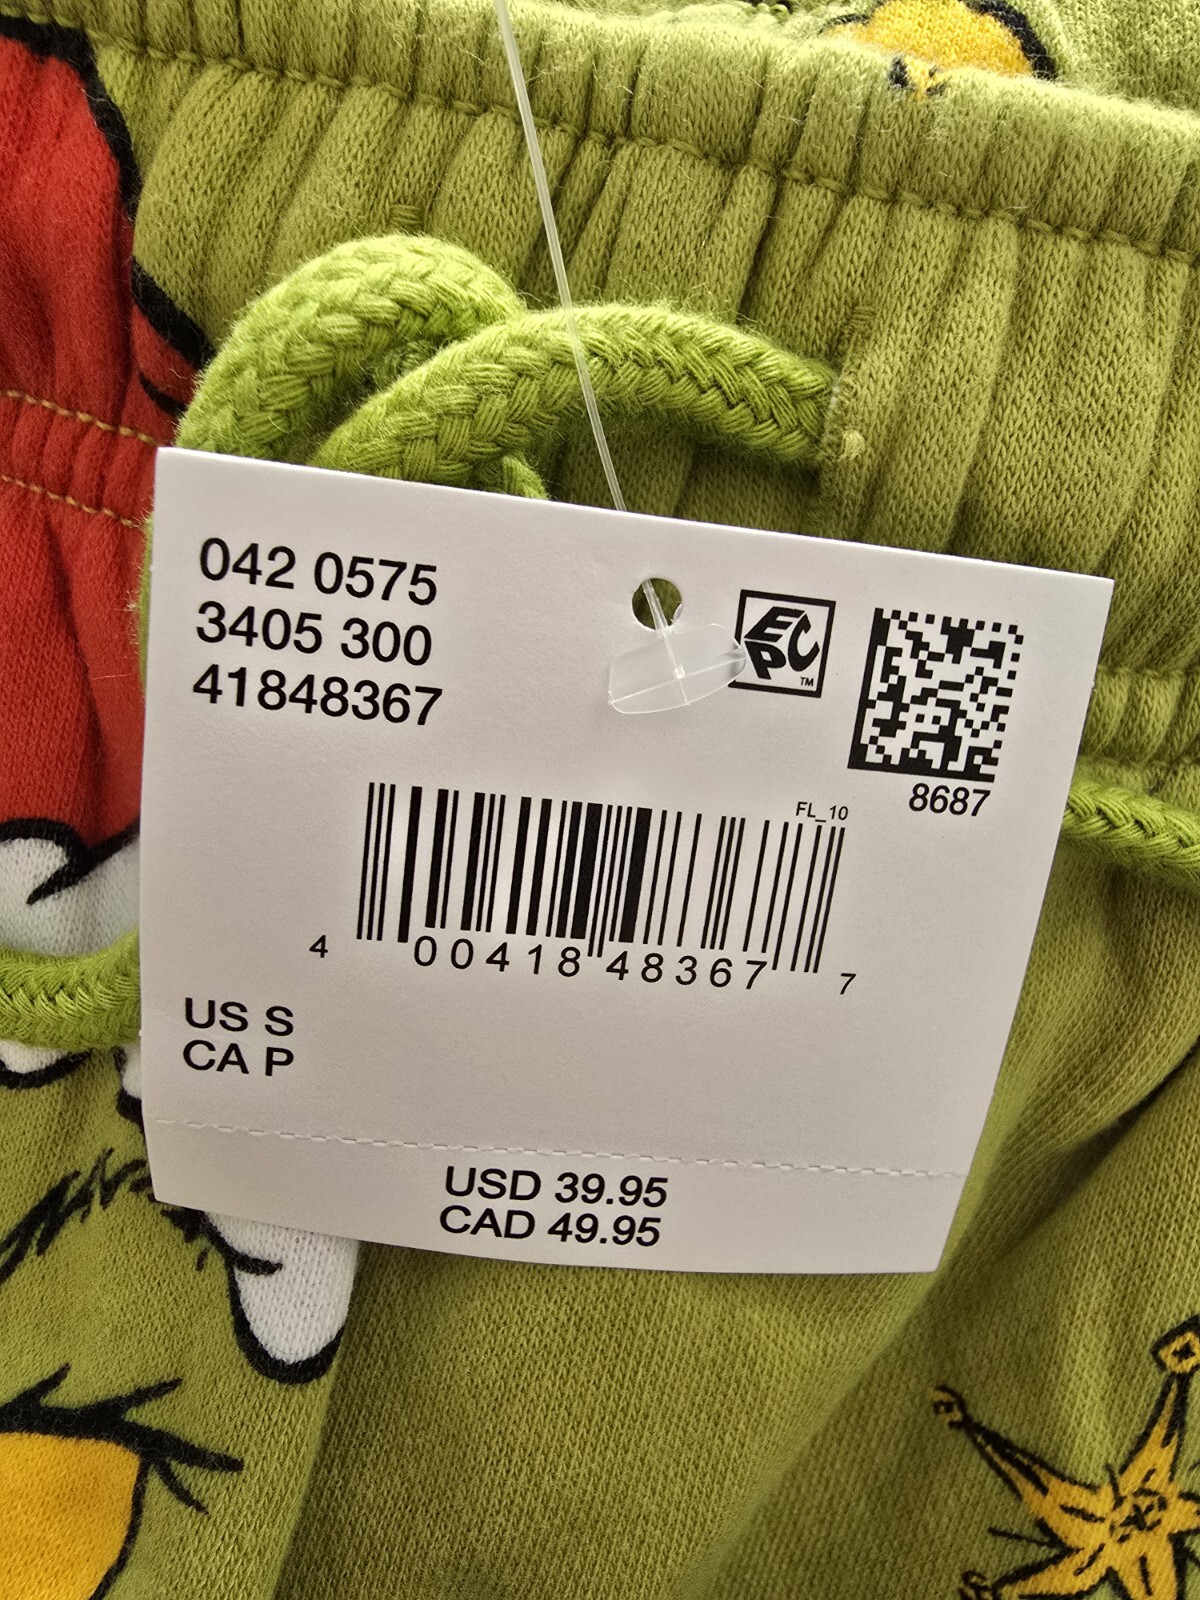 042 0575
3405 300
41848367
EPC
TM
8687
FL_10
4 00418 48367 7
US S
CA P
USD 39.95
CAD 49.95